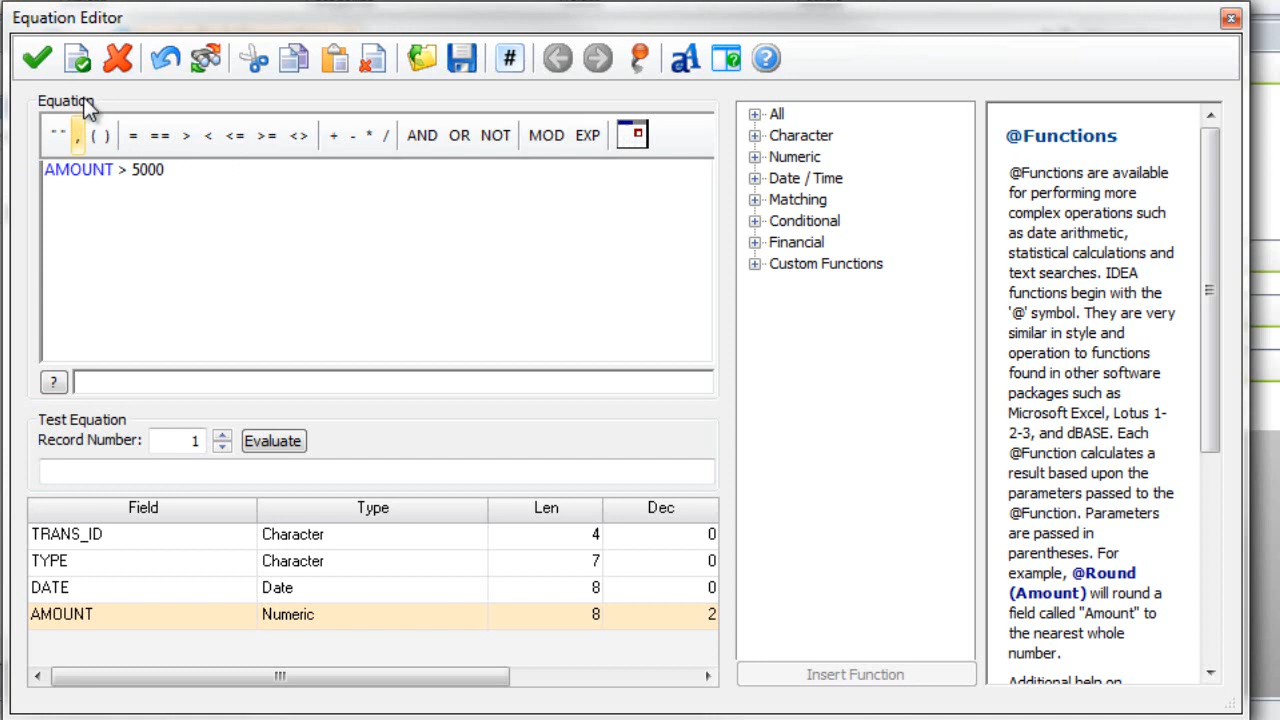 Equation Editor
#
Equation
"" , ( ) = == > < <= >= <> + - * / AND OR NOT MOD EXP
AMOUNT > 5000
?
Test Equation
Record Number: 1 Evaluate
Field Type Len Dec
TRANS_ID Character 4 0
TYPE Character 7 0
DATE Date 8 0
AMOUNT Numeric 8 2
All
Character
Numeric
Date / Time
Matching
Conditional
Financial
Custom Functions
Insert Function
@Functions
@Functions are available
for performing more
complex operations such
as date arithmetic,
statistical calculations and
text searches. IDEA
functions begin with the
'@' symbol. They are very
similar in style and
operation to functions
found in other software
packages such as
Microsoft Excel, Lotus 1-
2-3, and dBASE. Each
@Function calculates a
result based upon the
parameters passed to the
@Function. Parameters
are passed in
parentheses. For
example, @Round
(Amount) will round a
field called "Amount" to
the nearest whole
number.
Additional help on